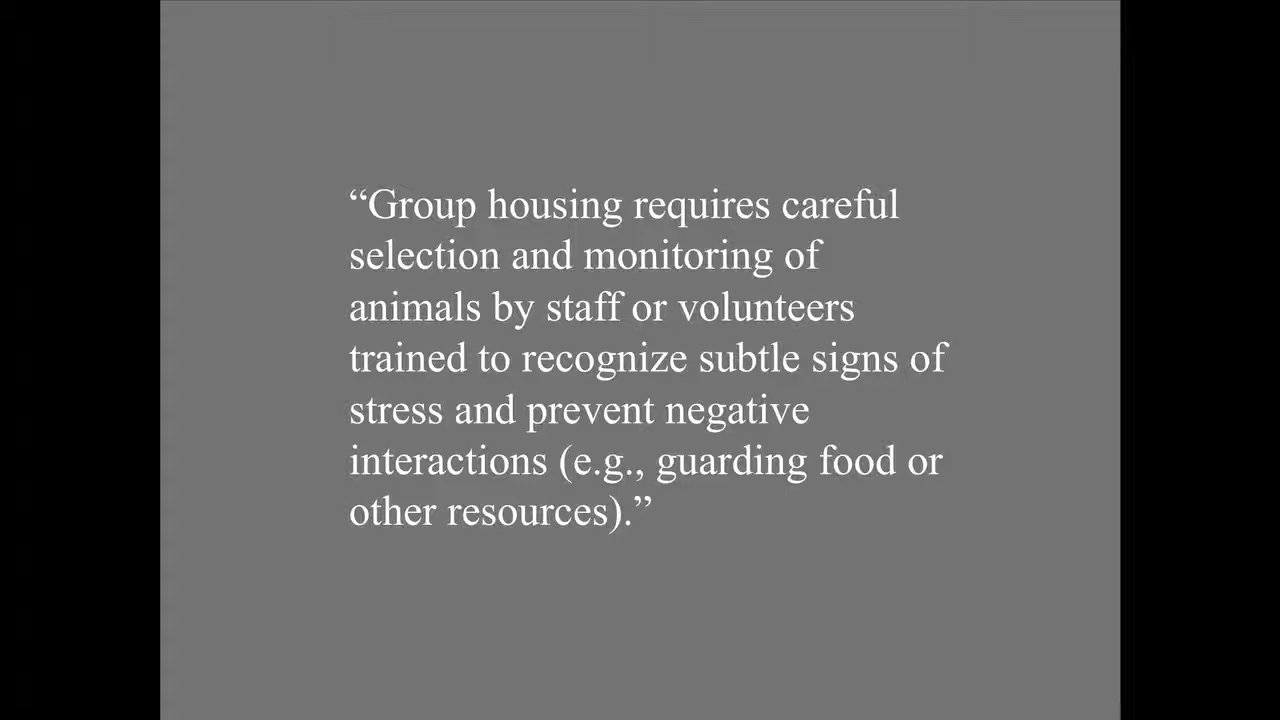 “Group housing requires careful
selection and monitoring of
animals by staff or volunteers
trained to recognize subtle signs of
stress and prevent negative
interactions (e.g., guarding food or
other resources).”